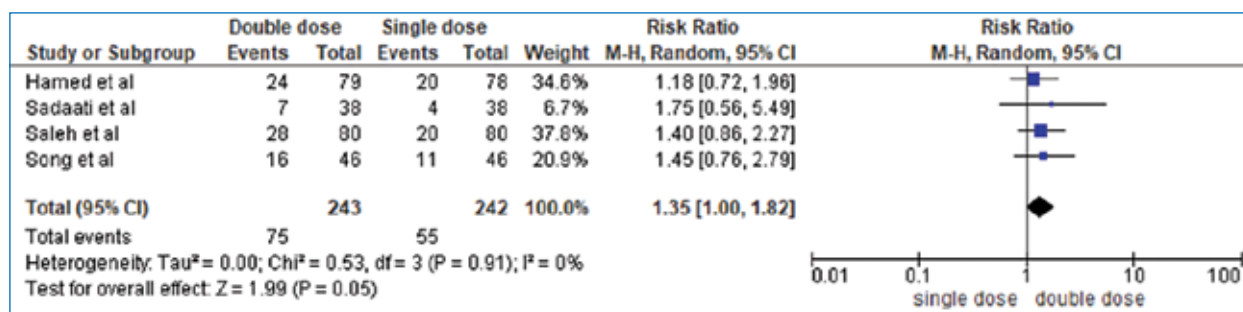 Double dose Single dose Risk Ratio Risk Ratio
Study or Subgroup Events Total Events Total Weight M-H, Random, 95% CI M-H, Random, 95% CI
Hamed et al 24 79 20 78 34.6% 1.18 [0.72, 1.96]
Sadaati et al 7 38 4 38 6.7% 1.75 [0.56, 5.49]
Saleh et al 28 80 20 80 37.8% 1.40 [0.86, 2.27]
Song et al 16 46 11 46 20.9% 1.45 [0.76, 2.79]
Total (95% CI) 243 242 100.0% 1.35 [1.00, 1.82]
Total events 75 55
Heterogeneity: Tau² = 0.00; Chi² = 0.53, df = 3 (P = 0.91); I² = 0%
Test for overall effect: Z = 1.99 (P = 0.05)
0.01 0.1 1 10 100
single dose double dose